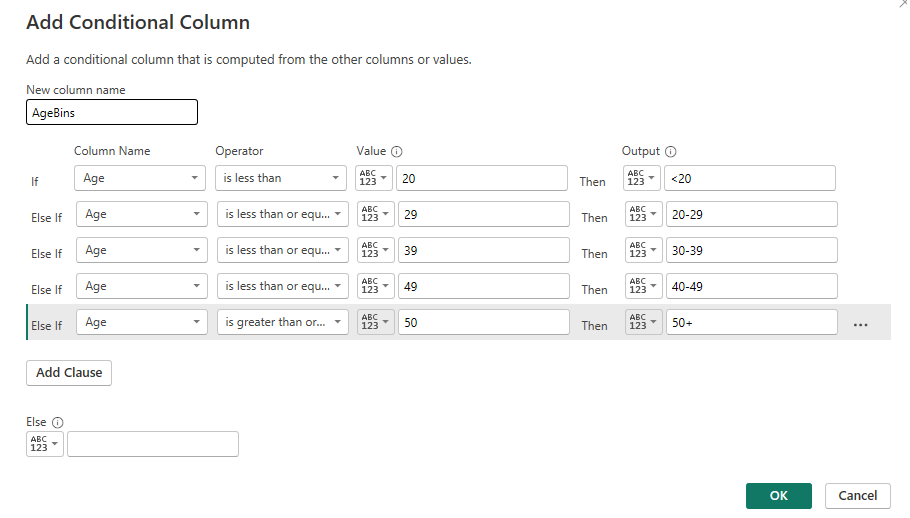 Add Conditional Column
Add a conditional column that is computed from the other columns or values.
New column name
AgeBins
Column Name Operator Value Output
If Age is less than ABC 123 20 Then ABC 123 <20
Else If Age is less than or equ... ABC 123 29 Then ABC 123 20-29
Else If Age is less than or equ... ABC 123 39 Then ABC 123 30-39
Else If Age is less than or equ... ABC 123 49 Then ABC 123 40-49
Else If Age is greater than or... ABC 123 50 Then ABC 123 50+ ...
Add Clause
Else
ABC 123
OK Cancel